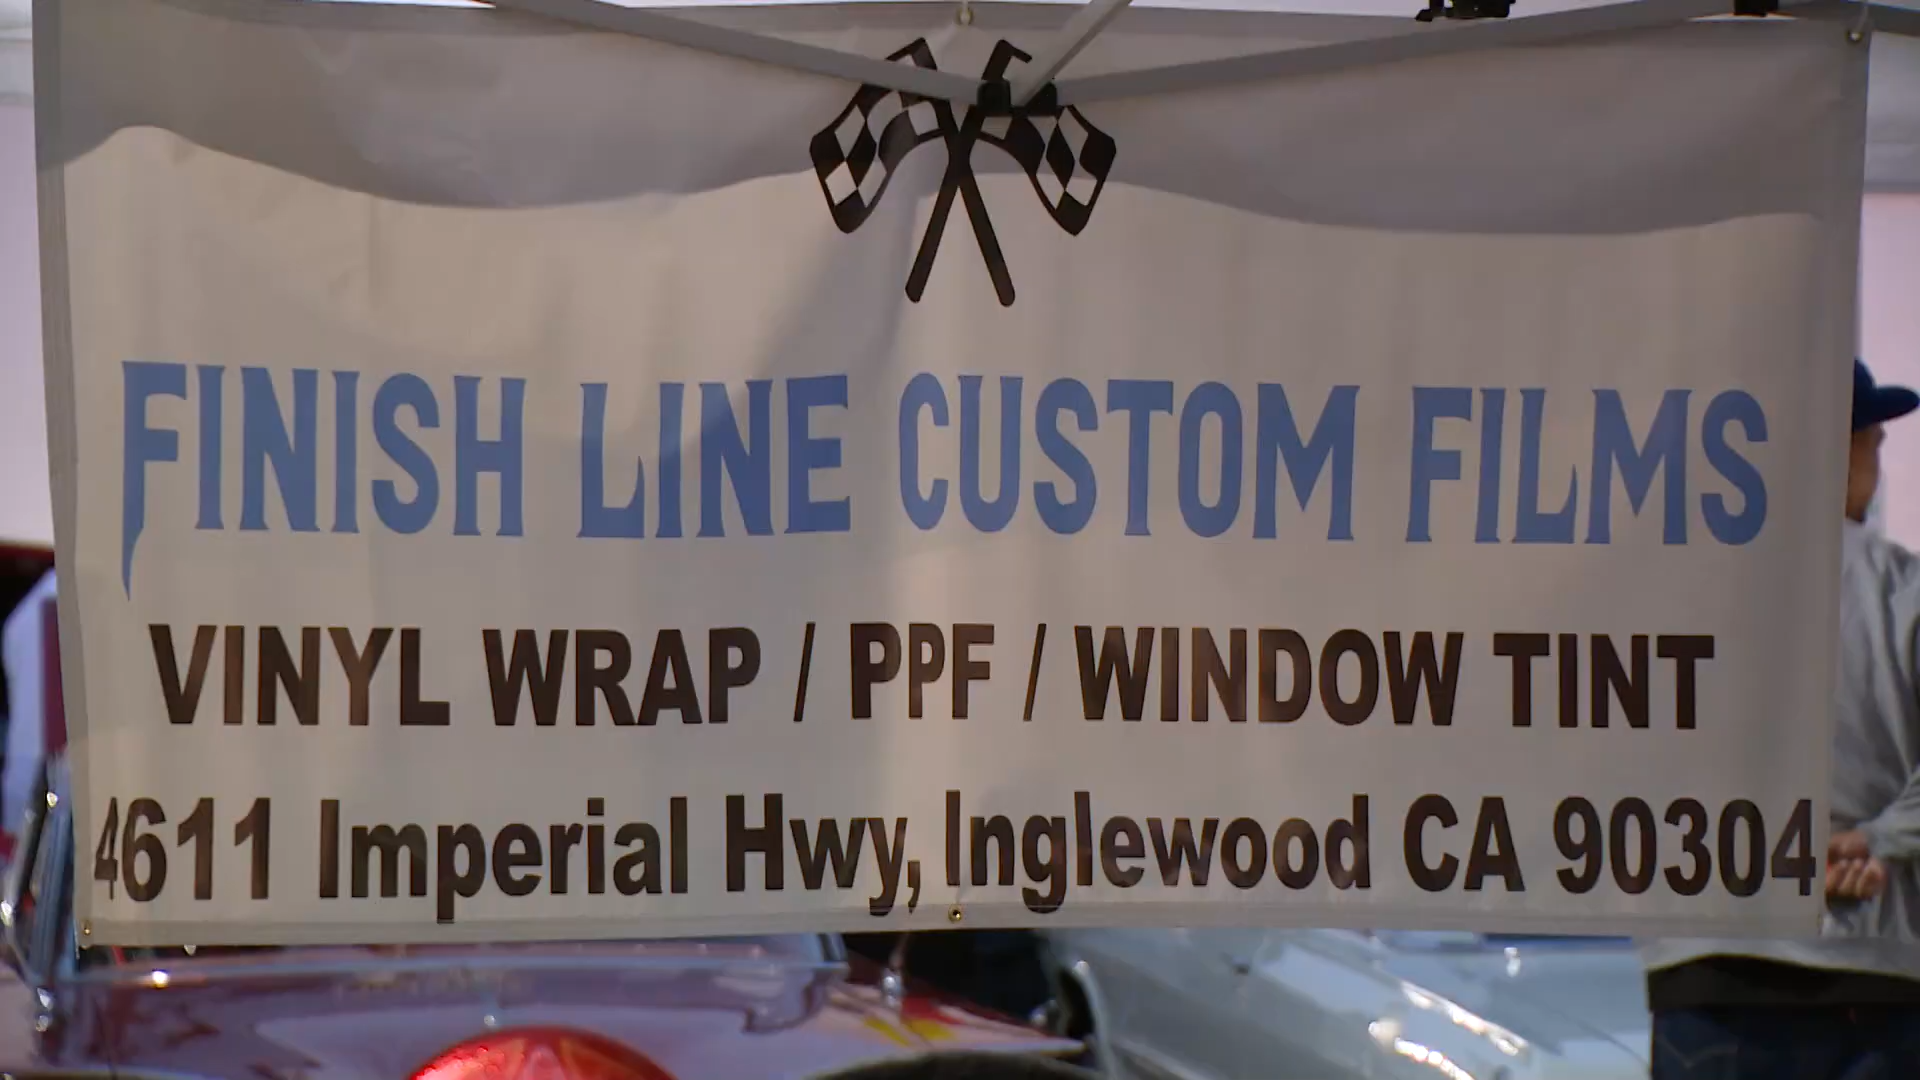 FINISH LINE CUSTOM FILMS
VINYL WRAP / PPF / WINDOW TINT
4611 Imperial Hwy, Inglewood CA 90304